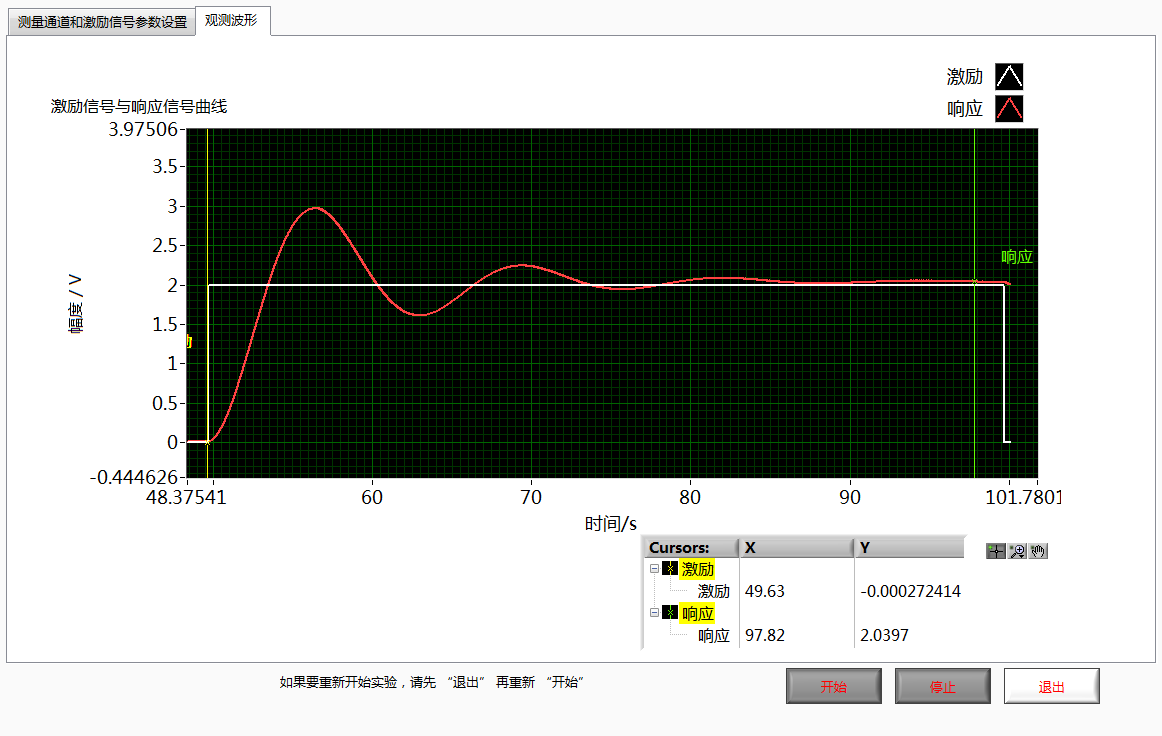 测量通道和激励信号参数设置 观测波形
激励
响应
激励信号与响应信号曲线
3.97506
3.5
3
2.5
2
1.5
1
0.5
0
-0.444626
幅度 / V
响应
48.37541 60 70 80 90 101.7801
时间/s
Cursors: X Y
激励
激励 49.63 -0.000272414
响应
响应 97.82 2.0397
如果要重新开始实验，请先 “退出” 再重新 “开始”
开始 停止 退出